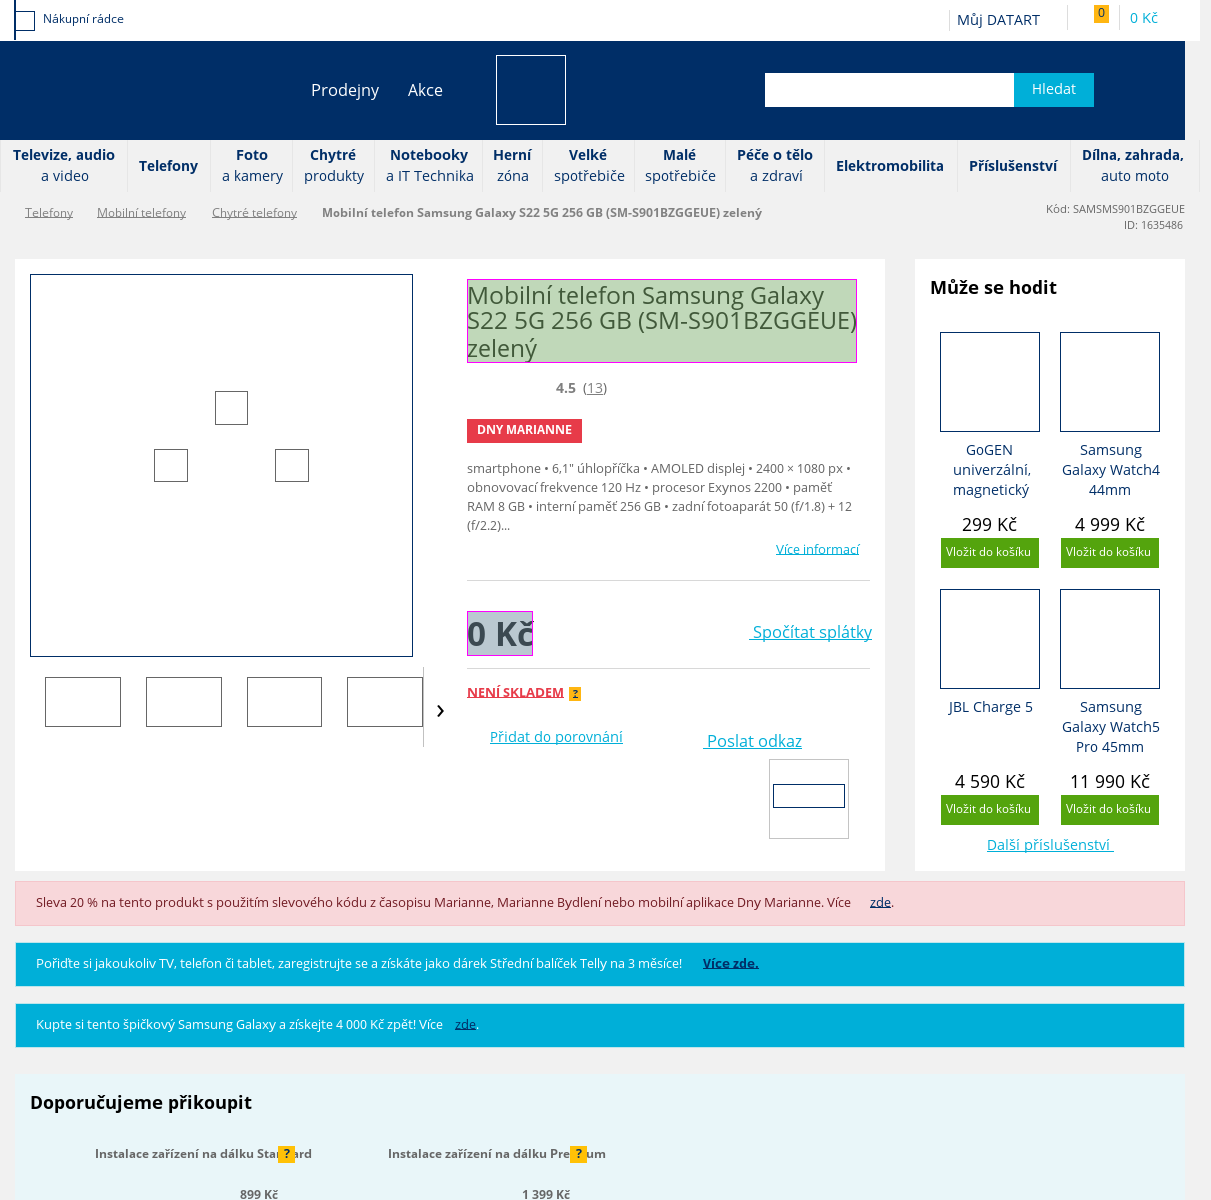 Nákupní rádce
Můj DATART
0
0 Kč
Prodejny
Akce
Hledat
Televize, audio
a video
Telefony
Foto
a kamery
Chytré
produkty
Notebooky
a IT Technika
Herní
zóna
Velké
spotřebiče
Malé
spotřebiče
Péče o tělo
a zdraví
Elektromobilita
Příslušenství
Dílna, zahrada,
auto moto
Telefony
Mobilní telefony
Chytré telefony
Mobilní telefon Samsung Galaxy S22 5G 256 GB (SM-S901BZGGEUE) zelený
Kód: SAMSMS901BZGGEUE
ID: 1635486
Mobilní telefon Samsung Galaxy
S22 5G 256 GB (SM-S901BZGGEUE)
zelený
4.5 (13)
DNY MARIANNE
smartphone • 6,1" úhlopříčka • AMOLED displej • 2400 × 1080 px •
obnovovací frekvence 120 Hz • procesor Exynos 2200 • paměť
RAM 8 GB • interní paměť 256 GB • zadní fotoaparát 50 (f/1.8) + 12
(f/2.2)...
Více informací
0 Kč
Spočítat splátky
NENÍ SKLADEM ?
Přidat do porovnání
Poslat odkaz
Může se hodit
GoGEN
univerzální,
magnetický
299 Kč
Vložit do košíku
Samsung
Galaxy Watch4
44mm
4 999 Kč
Vložit do košíku
JBL Charge 5
4 590 Kč
Vložit do košíku
Samsung
Galaxy Watch5
Pro 45mm
11 990 Kč
Vložit do košíku
Další příslušenství
Sleva 20 % na tento produkt s použitím slevového kódu z časopisu Marianne, Marianne Bydlení nebo mobilní aplikace Dny Marianne. Více zde.
Pořiďte si jakoukoliv TV, telefon či tablet, zaregistrujte se a získáte jako dárek Střední balíček Telly na 3 měsíce! Více zde.
Kupte si tento špičkový Samsung Galaxy a získejte 4 000 Kč zpět! Více zde.
Doporučujeme přikoupit
Instalace zařízení na dálku Standard ?
899 Kč
Instalace zařízení na dálku Premium ?
1 399 Kč